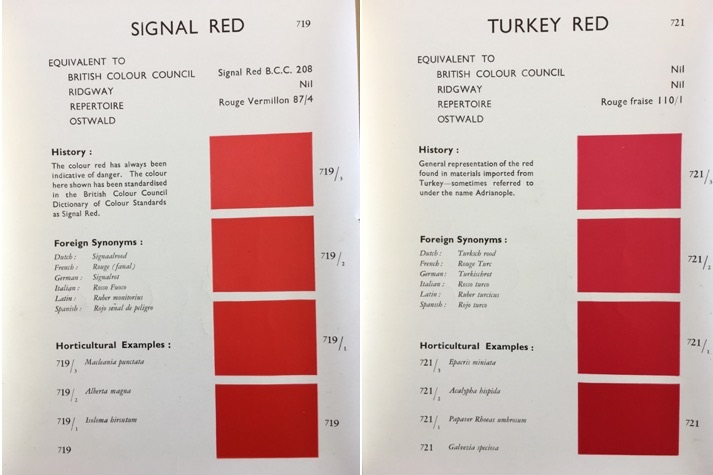 SIGNAL RED 719
EQUIVALENT TO
BRITISH COLOUR COUNCIL Signal Red B.C.C. 208
RIDGWAY Nil
REPERTOIRE Rouge Vermillon 87/4
OSTWALD
History :
The colour red has always been
indicative of danger. The colour
here shown has been standardised
in the British Colour Council
Dictionary of Colour Standards
as Signal Red.
719/3
719/2
Foreign Synonyms :
Dutch : Signaalrood
French : Rouge (fanal)
German : Signalrot
Italian : Rosso Fuoco
Latin : Ruber monitorius
Spanish : Rojo señal de peligro
719/1
Horticultural Examples :
719/3 Macleania punctata
719/2 Alberta magna
719/1 Isoloma hirsutum
719
719
TURKEY RED 721
EQUIVALENT TO
BRITISH COLOUR COUNCIL Nil
RIDGWAY Nil
REPERTOIRE Rouge fraise 110/1
OSTWALD
History :
General representation of the red
found in materials imported from
Turkey—sometimes referred to
under the name Adrianople.
721/3
Foreign Synonyms :
Dutch : Turksch rood
French : Rouge Turc
German : Turkischrot
Italian : Rosso turco
Latin : Ruber turcicus
Spanish : Rojo turco
721/2
721/1
Horticultural Examples :
721/3 Epacris miniata
721/2 Acalypha hispida
721/1 Papaver Rhoeas umbrosum
721 Galvezia speciosa
721